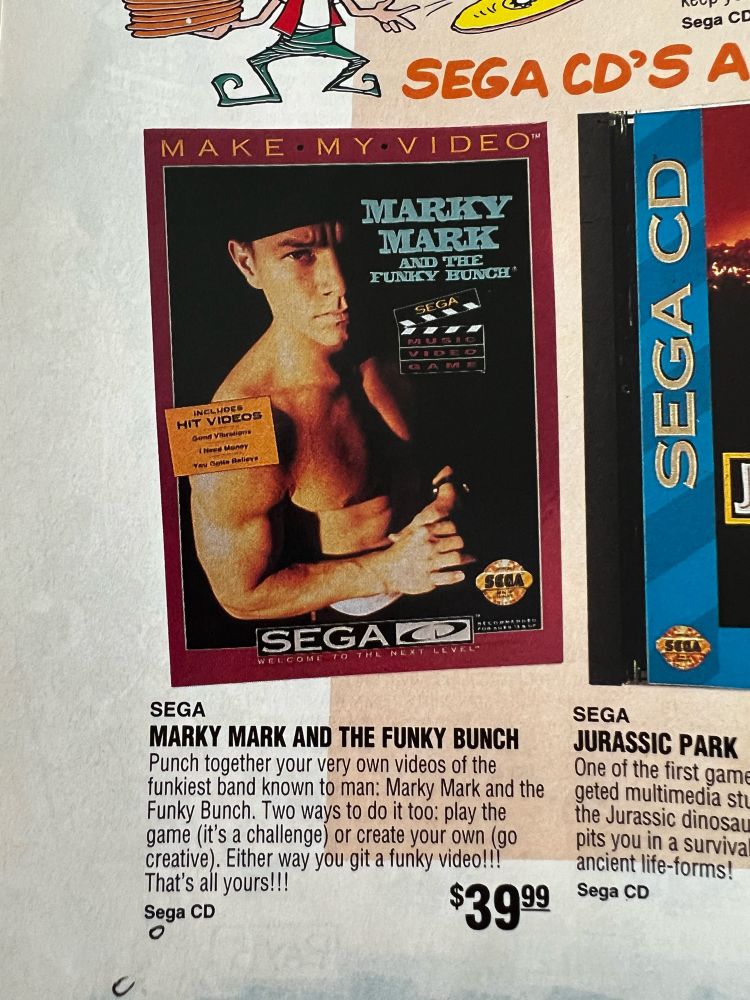 Sega CD
SEGA CD'S A
MAKE•MY•VIDEO™
MARKY
MARK
AND THE
FUNKY BUNCH
SEGA
MUSIC
VIDEO
GAME
INCLUDES
HIT VIDEOS
Good Vibrations
I Need Money
You Gotta Believe
SEGA
SEGA CD
WELCOME TO THE NEXT LEVEL™
SEGA
MARKY MARK AND THE FUNKY BUNCH
Punch together your very own videos of the
funkiest band known to man: Marky Mark and the
Funky Bunch. Two ways to do it too: play the
game (it's a challenge) or create your own (go
creative). Either way you git a funky video!!!
That's all yours!!!
Sega CD
$39.99
SEGA CD
J
SEGA
SEGA
JURASSIC PARK
One of the first game
geted multimedia stu
the Jurassic dinosau
pits you in a survival
ancient life-forms!
Sega CD